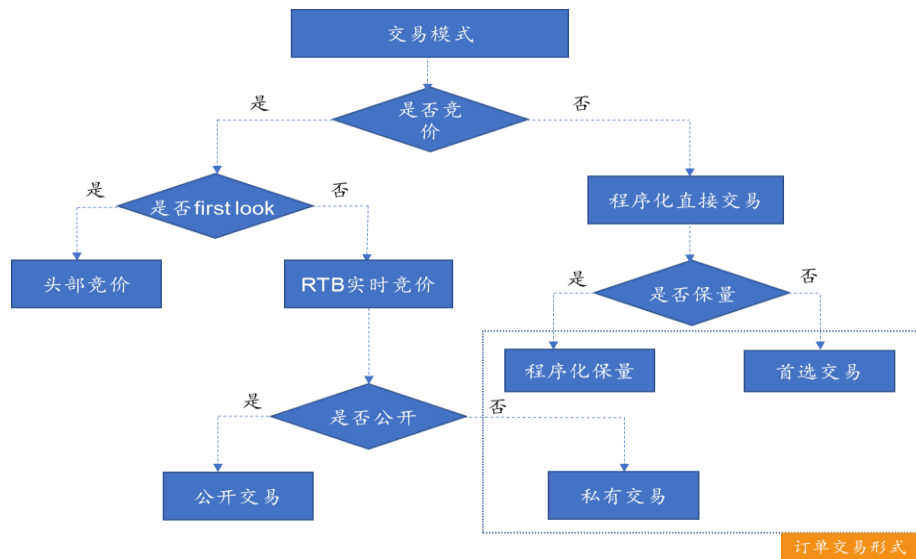 交易模式
是
是否竞
价
否
是
是否first look
否
程序化直接交易
头部竞价
RTB实时竞价
是
是否保量
否
程序化保量
首选交易
是
是否公开
否
公开交易
私有交易
订单交易形式